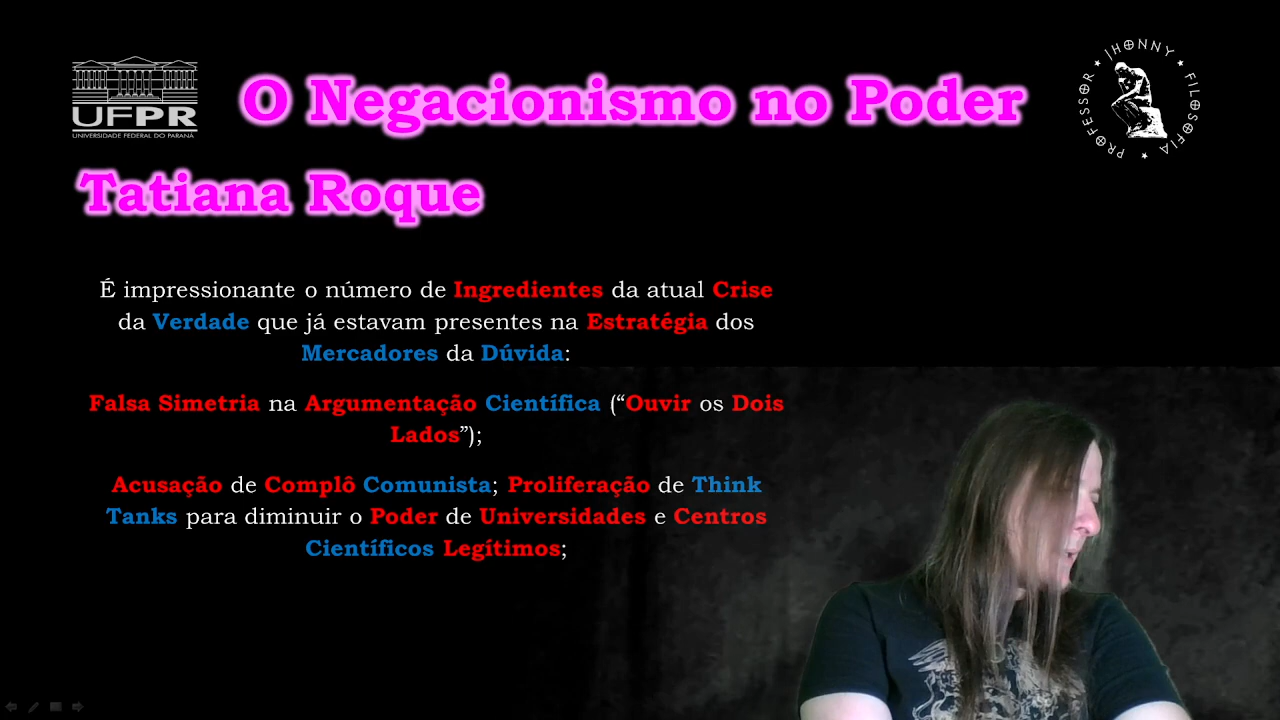 UFPR
UNIVERSIDADE FEDERAL DO PARANÁ
O Negacionismo no Poder
PROFESSOR ★ JHONNY ★ FILOSOFIA ★
Tatiana Roque
É impressionante o número de Ingredientes da atual Crise
da Verdade que já estavam presentes na Estratégia dos
Mercadores da Dúvida:
Falsa Simetria na Argumentação Científica (“Ouvir os Dois
Lados”);
Acusação de Complô Comunista; Proliferação de Think
Tanks para diminuir o Poder de Universidades e Centros
Científicos Legítimos;